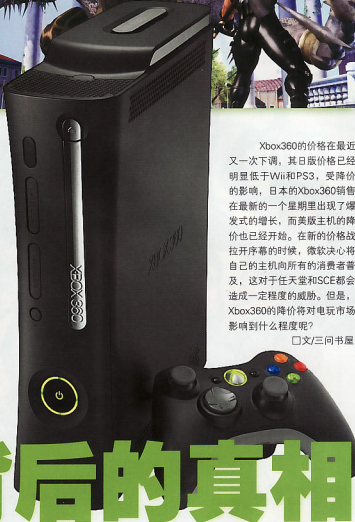 Xbox360的价格在最近
又一次下调，其日版价格已经
明显低于Wii和PS3，受降价
的影响，日本的Xbox360销售
在最新的一个星期里出现了爆
发式的增长，而美版主机的降
价也已经开始。在新的价格战
拉开序幕的时候，微软决心将
自己的主机向所有的消费者普
及，这对于任天堂和SCE都会
造成一定程度的威胁。但是，
Xbox360的降价将对电玩市场
影响到什么程度呢？
□文/三问书屋
XBOX360
XBOX360
背后的真相